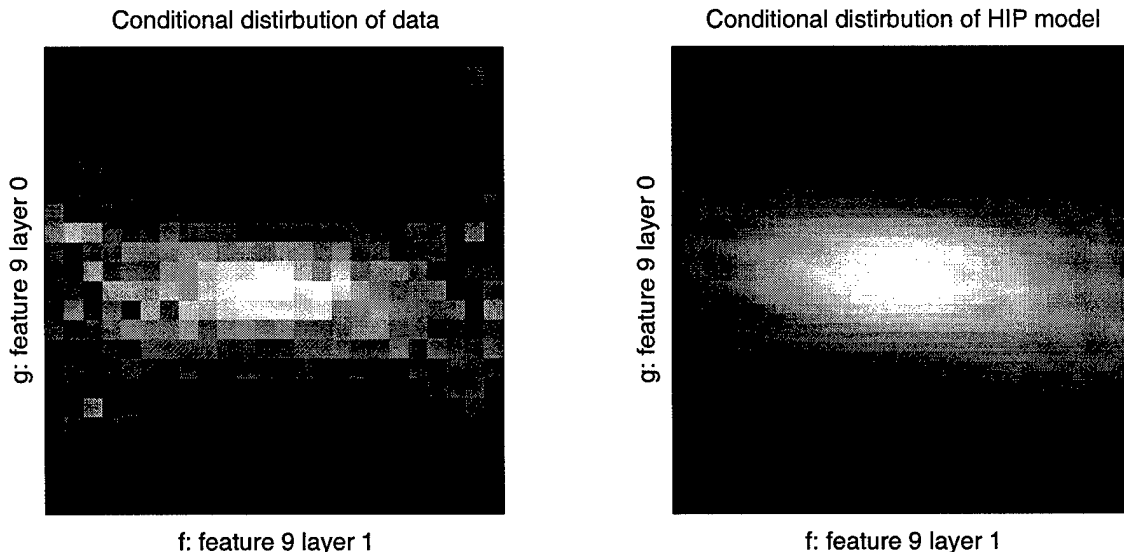 Conditional distirbution of data
Conditional distirbution of HIP model
g: feature 9 layer 0
g: feature 9 layer 0
f: feature 9 layer 1
f: feature 9 layer 1